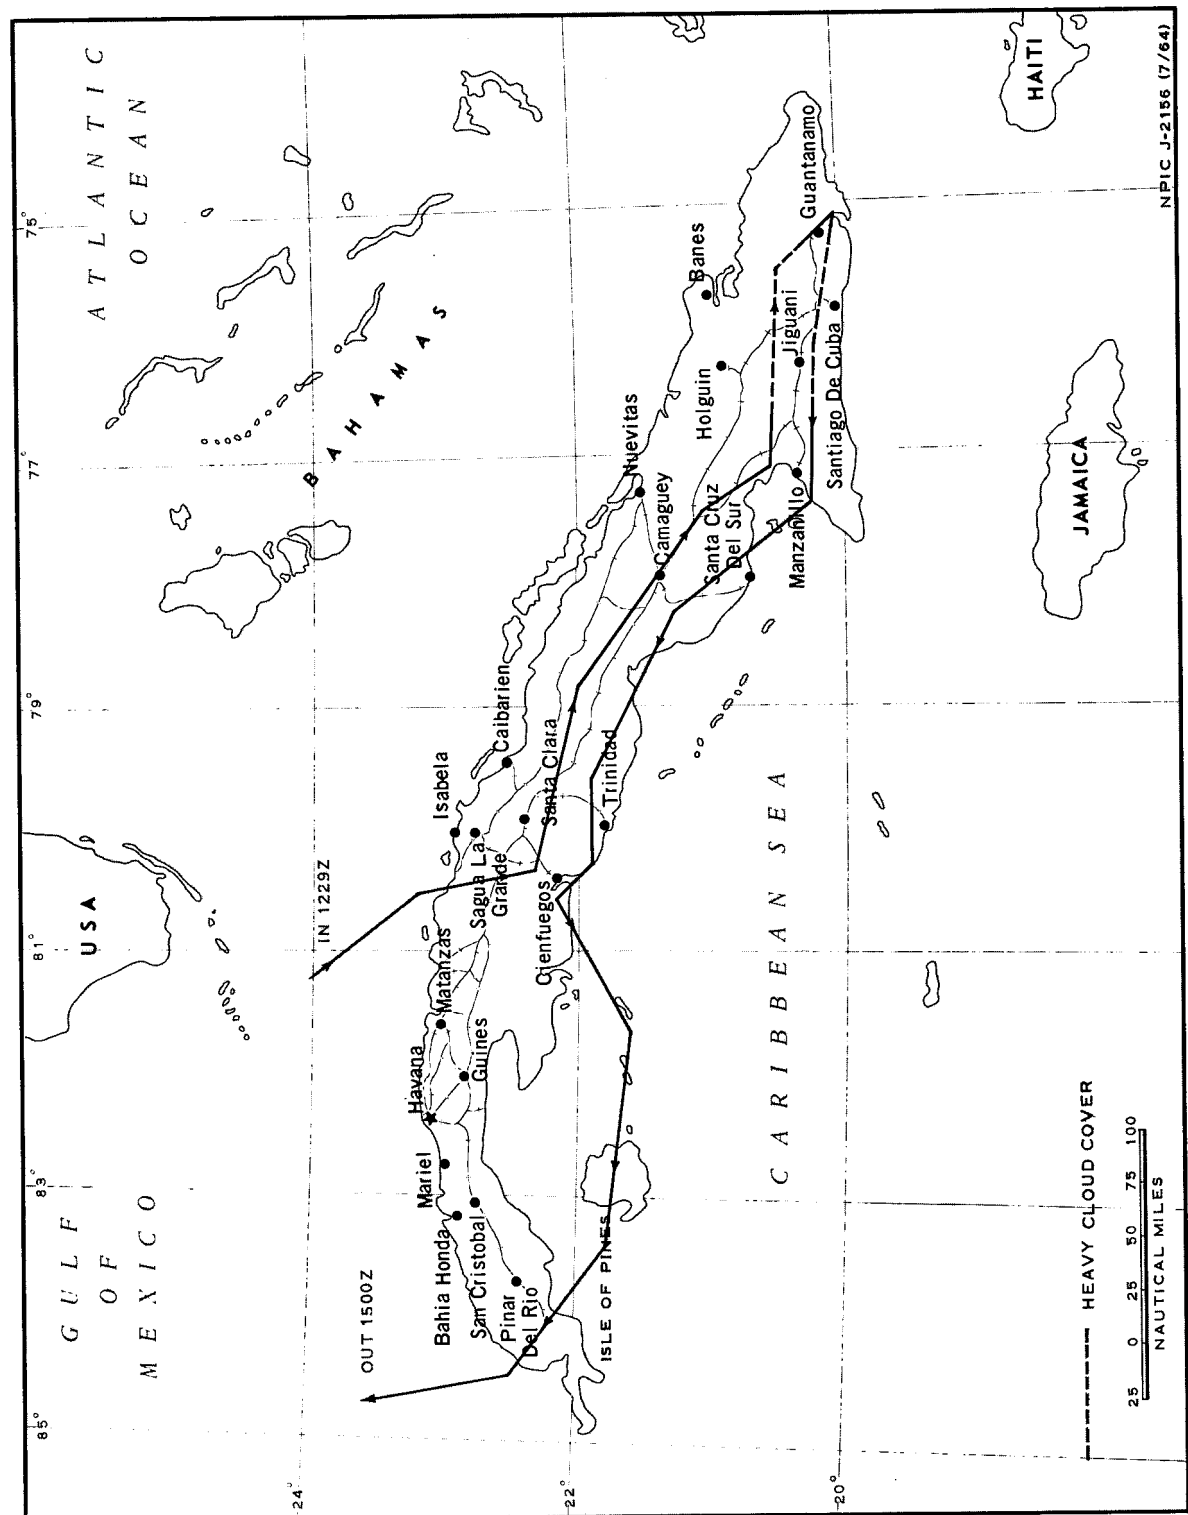 GULF
OF
MEXICO
ATLANTIC
OCEAN
USA
BAHAMAS
IN 1229Z
OUT 1500Z
Havana
Matanzas
Guines
Mariel
Bahia Honda
San Cristobal
Pinar
Del Rio
Isabela
Sagua La
Grande
Caibarien
Santa Clara
Cienfuegos
Trinidad
Nuevitas
Camaguey
Santa Cruz
Del Sur
Manzanillo
Holguin
Banes
Jiguani
Santiago De Cuba
Guantanamo
ISLE OF PINES
CARIBBEAN SEA
JAMAICA
HAITI
85°
83°
81°
79°
77°
75°
24°
22°
20°
HEAVY CLOUD COVER
25 0 25 50 75 100
NAUTICAL MILES
NPIC J-2156 (7/64)